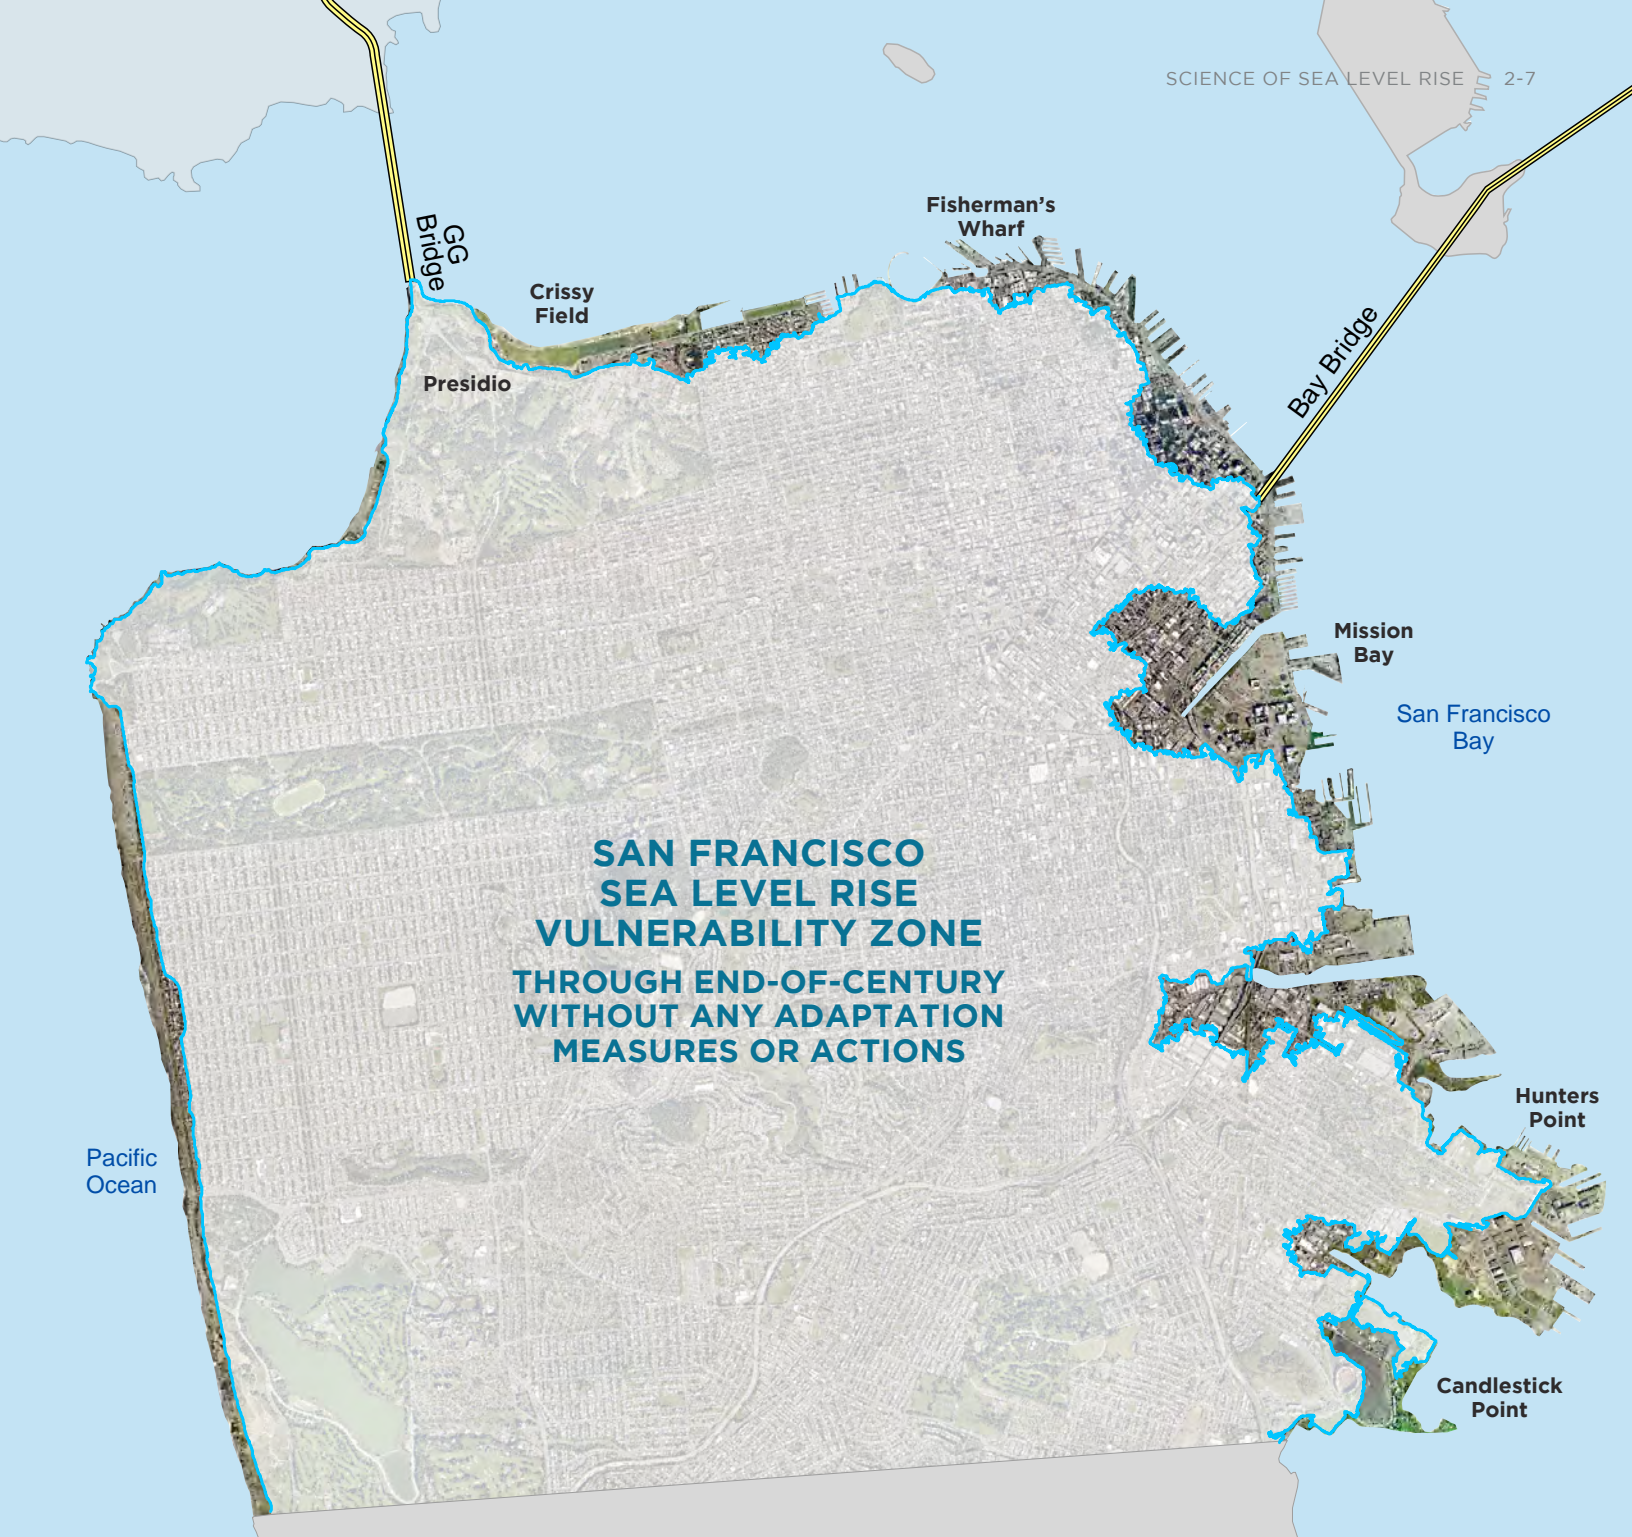 SCIENCE OF SEA LEVEL RISE 2-7
Fisherman's
Wharf
GG
Bridge
Crissy
Field
Presidio
Bay Bridge
Mission
Bay
San Francisco
Bay
SAN FRANCISCO
SEA LEVEL RISE
VULNERABILITY ZONE
THROUGH END-OF-CENTURY
WITHOUT ANY ADAPTATION
MEASURES OR ACTIONS
Hunters
Point
Pacific
Ocean
Candlestick
Point